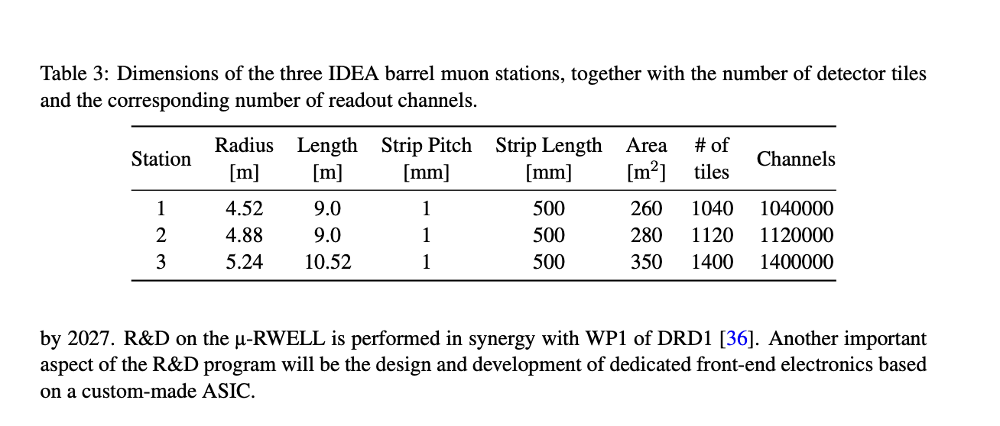 Table 3: Dimensions of the three IDEA barrel muon stations, together with the number of detector tiles
and the corresponding number of readout channels.
Station Radius [m] Length [m] Strip Pitch [mm] Strip Length [mm] Area [m²] # of tiles Channels
1 4.52 9.0 1 500 260 1040 1040000
2 4.88 9.0 1 500 280 1120 1120000
3 5.24 10.52 1 500 350 1400 1400000
by 2027. R&D on the µ-RWELL is performed in synergy with WP1 of DRD1 [36]. Another important
aspect of the R&D program will be the design and development of dedicated front-end electronics based
on a custom-made ASIC.